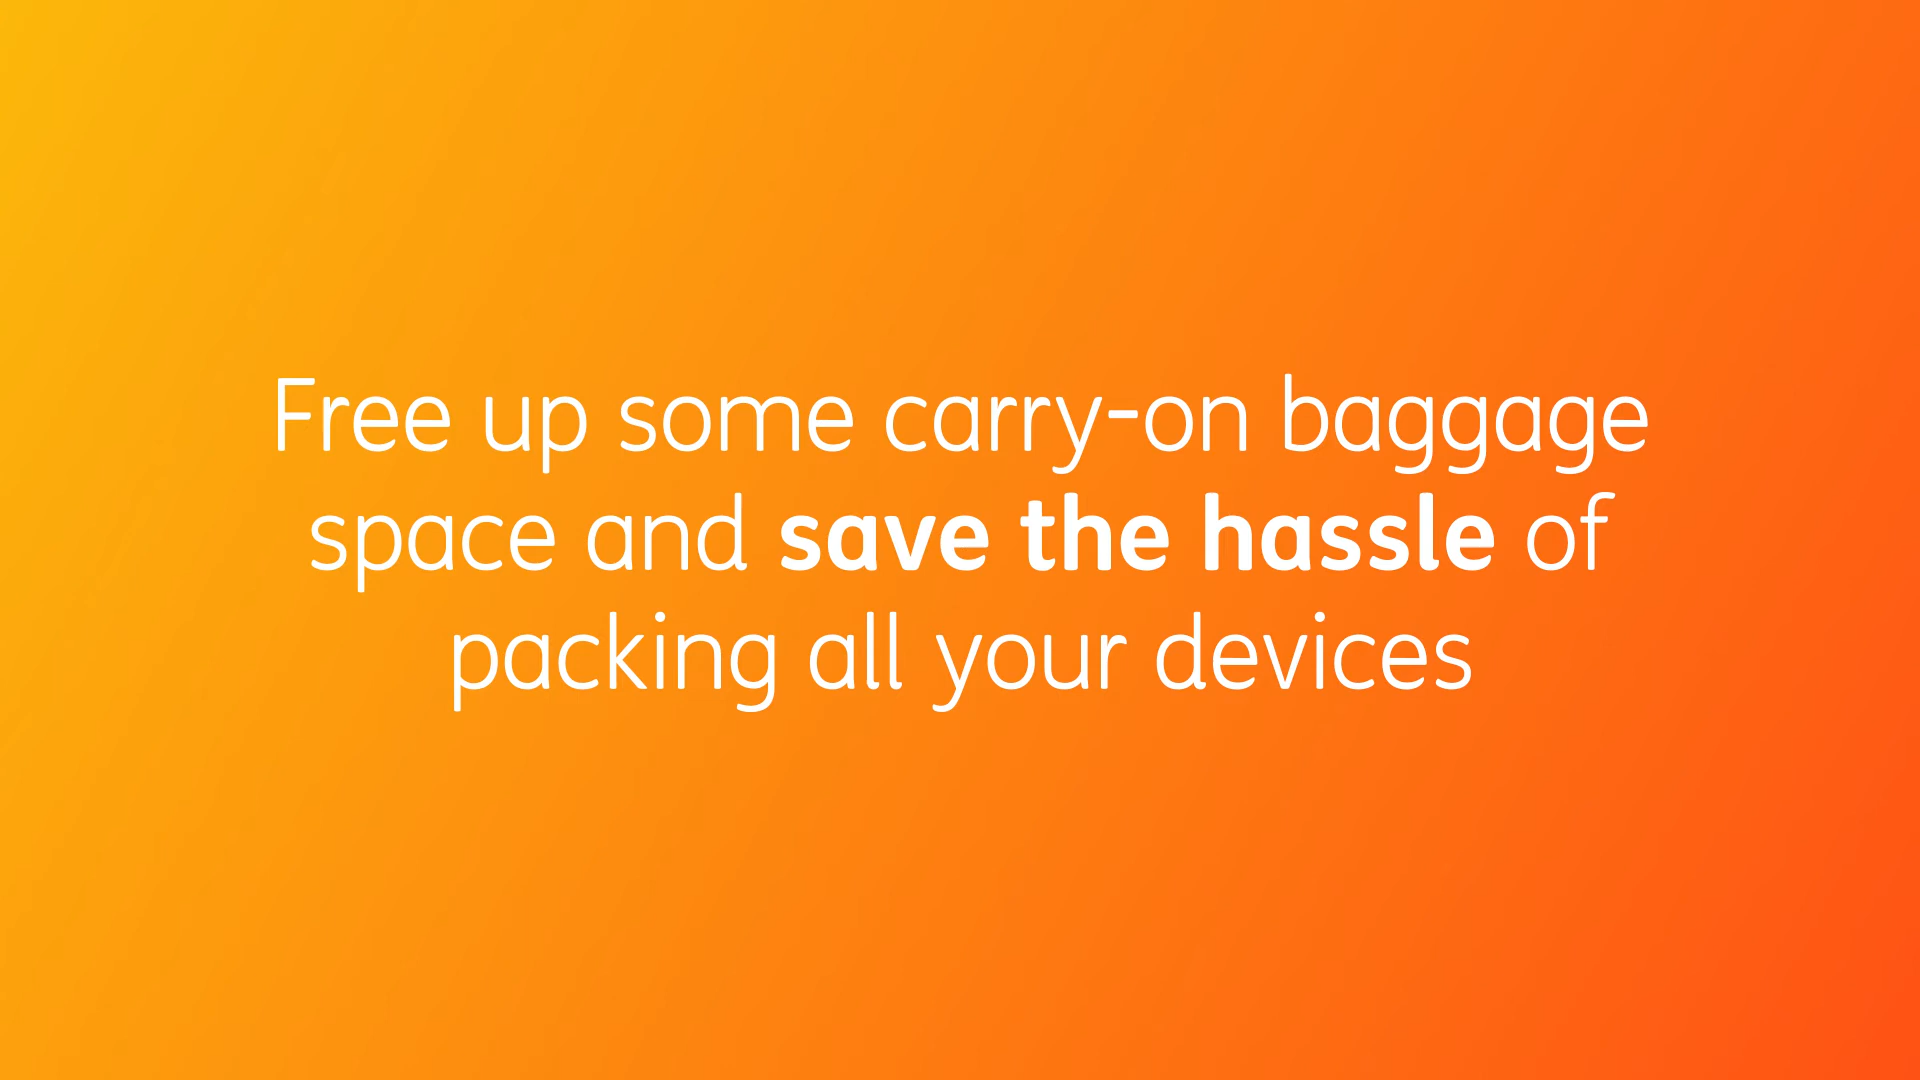 Free up some carry-on baggage
space and save the hassle of
packing all your devices